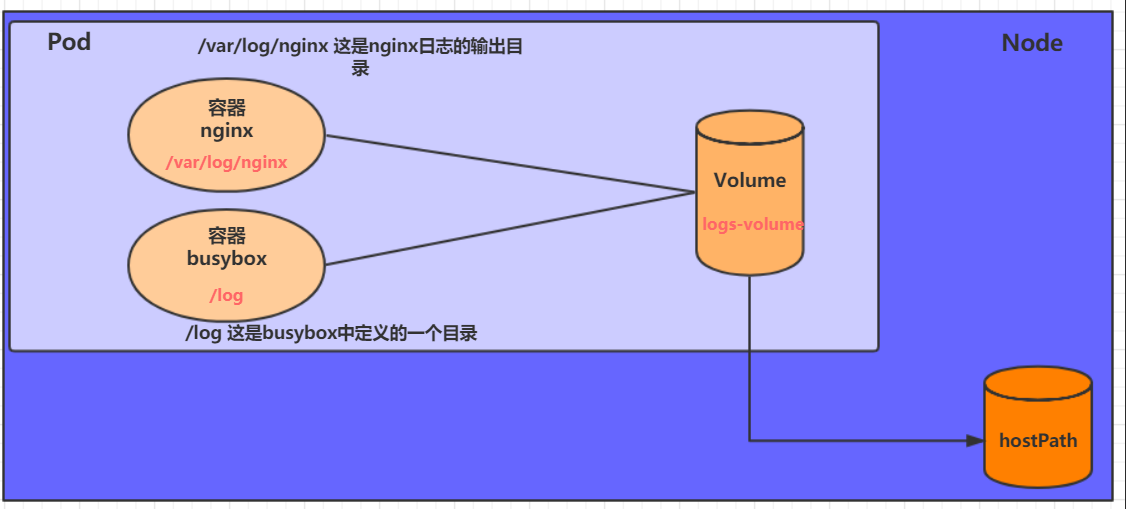 Pod
Node
/var/log/nginx 这是nginx日志的输出目
录
容器
nginx
/var/log/nginx
Volume
logs-volume
容器
busybox
/log
/log 这是busybox中定义的一个目录
hostPath